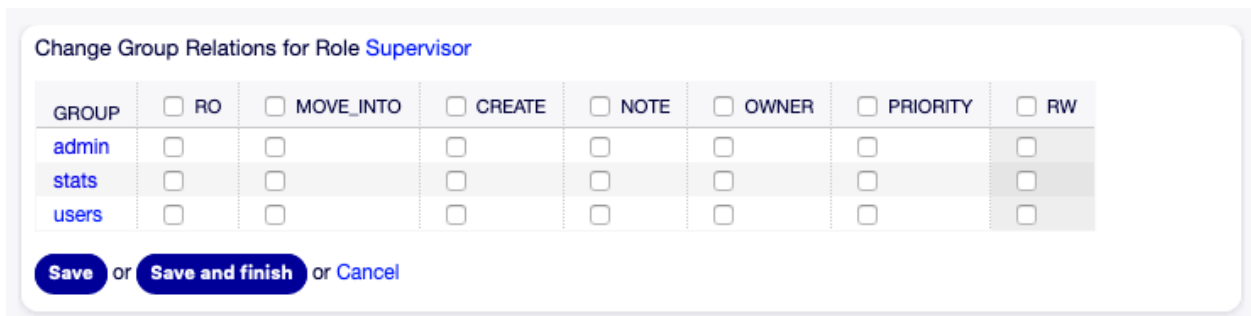 Change Group Relations for Role Supervisor
GROUP RO MOVE_INTO CREATE NOTE OWNER PRIORITY RW
admin
stats
users
Save or Save and finish or Cancel